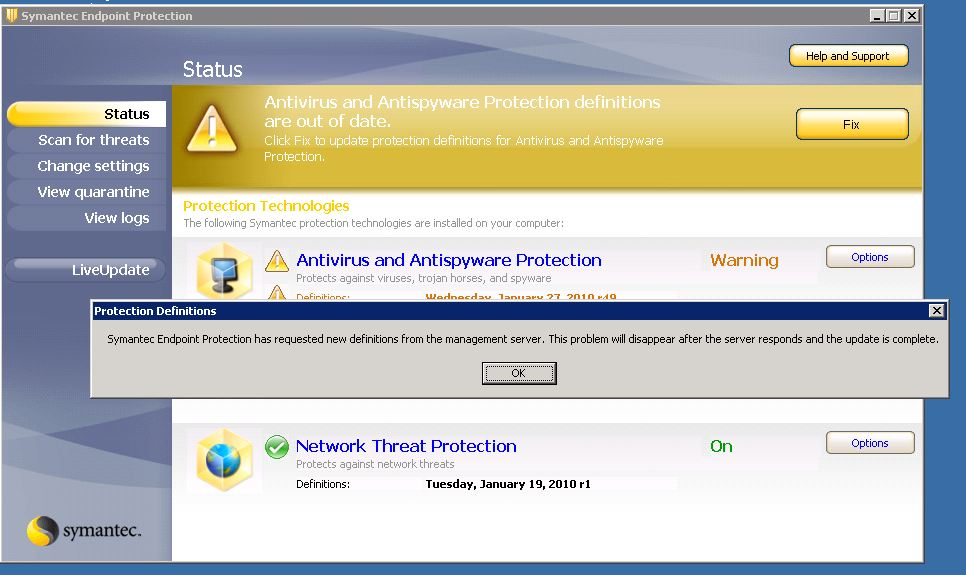 Symantec Endpoint Protection
Status
Help and Support
Status
Scan for threats
Change settings
View quarantine
View logs
LiveUpdate
Antivirus and Antispyware Protection definitions
are out of date.
Click Fix to update protection definitions for Antivirus and Antispyware
Protection.
Fix
Protection Technologies
The following Symantec protection technologies are installed on your computer:
Antivirus and Antispyware Protection
Warning
Options
Protects against viruses, trojan horses, and spyware
Definitions: Wednesday, January 27, 2010 r49
Protection Definitions
Symantec Endpoint Protection has requested new definitions from the management server. This problem will disappear after the server responds and the update is complete.
OK
Network Threat Protection
On
Options
Protects against network threats
Definitions: Tuesday, January 19, 2010 r1
symantec.